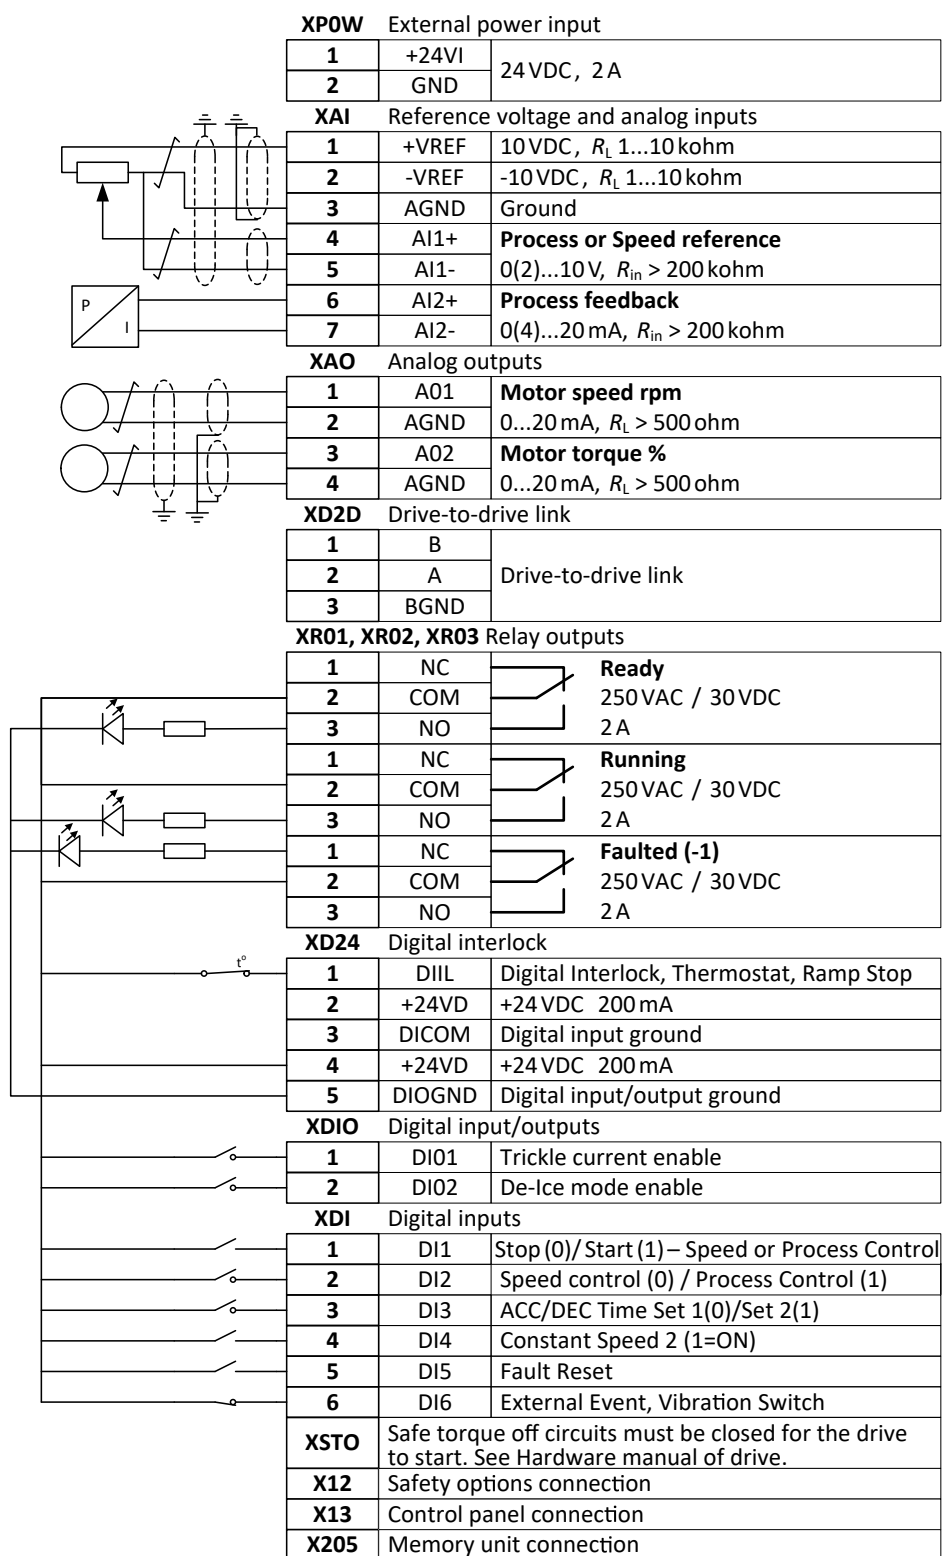 XP0W External power input
1 +24VI 24 VDC, 2 A
2 GND
XAI Reference voltage and analog inputs
1 +VREF 10 VDC, RL 1...10 kohm
2 -VREF -10 VDC, RL 1...10 kohm
3 AGND Ground
4 AI1+ Process or Speed reference
5 AI1- 0(2)...10 V, Rin > 200 kohm
P
6 AI2+ Process feedback
I
7 AI2- 0(4)...20 mA, Rin > 200 kohm
XAO Analog outputs
1 A01 Motor speed rpm
2 AGND 0...20 mA, RL > 500 ohm
3 A02 Motor torque %
4 AGND 0...20 mA, RL > 500 ohm
XD2D Drive-to-drive link
1 B
2 A Drive-to-drive link
3 BGND
XR01, XR02, XR03 Relay outputs
1 NC Ready
2 COM 250 VAC / 30 VDC
3 NO 2 A
1 NC Running
2 COM 250 VAC / 30 VDC
3 NO 2 A
1 NC Faulted (-1)
2 COM 250 VAC / 30 VDC
3 NO 2 A
XD24 Digital interlock
t°
1 DIIL Digital Interlock, Thermostat, Ramp Stop
2 +24VD +24 VDC 200 mA
3 DICOM Digital input ground
4 +24VD +24 VDC 200 mA
5 DIOGND Digital input/output ground
XDIO Digital input/outputs
1 DI01 Trickle current enable
2 DI02 De-Ice mode enable
XDI Digital inputs
1 DI1 Stop (0)/ Start (1) – Speed or Process Control
2 DI2 Speed control (0) / Process Control (1)
3 DI3 ACC/DEC Time Set 1(0)/Set 2(1)
4 DI4 Constant Speed 2 (1=ON)
5 DI5 Fault Reset
6 DI6 External Event, Vibration Switch
XSTO Safe torque off circuits must be closed for the drive
to start. See Hardware manual of drive.
X12 Safety options connection
X13 Control panel connection
X205 Memory unit connection